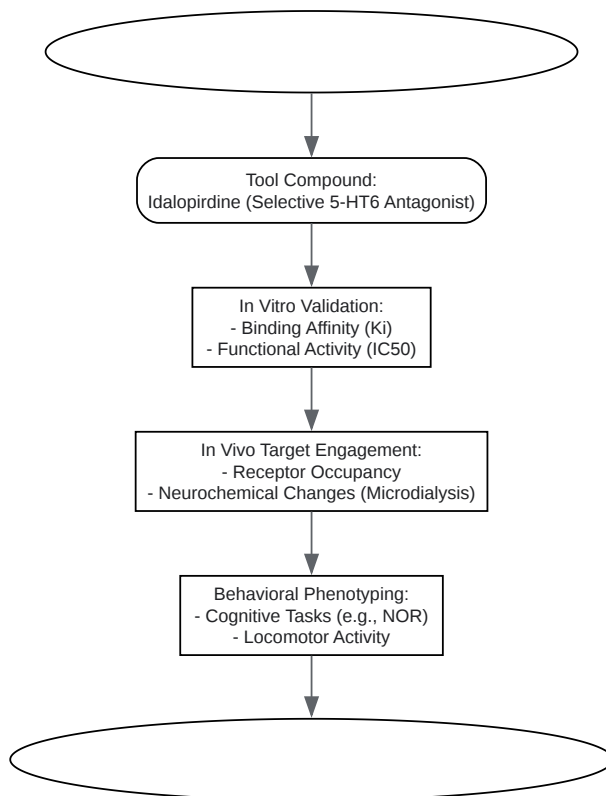 Tool Compound:
Idalopirdine (Selective 5-HT6 Antagonist)
In Vitro Validation:
- Binding Affinity (Ki)
- Functional Activity (IC50)
In Vivo Target Engagement:
- Receptor Occupancy
- Neurochemical Changes (Microdialysis)
Behavioral Phenotyping:
- Cognitive Tasks (e.g., NOR)
- Locomotor Activity